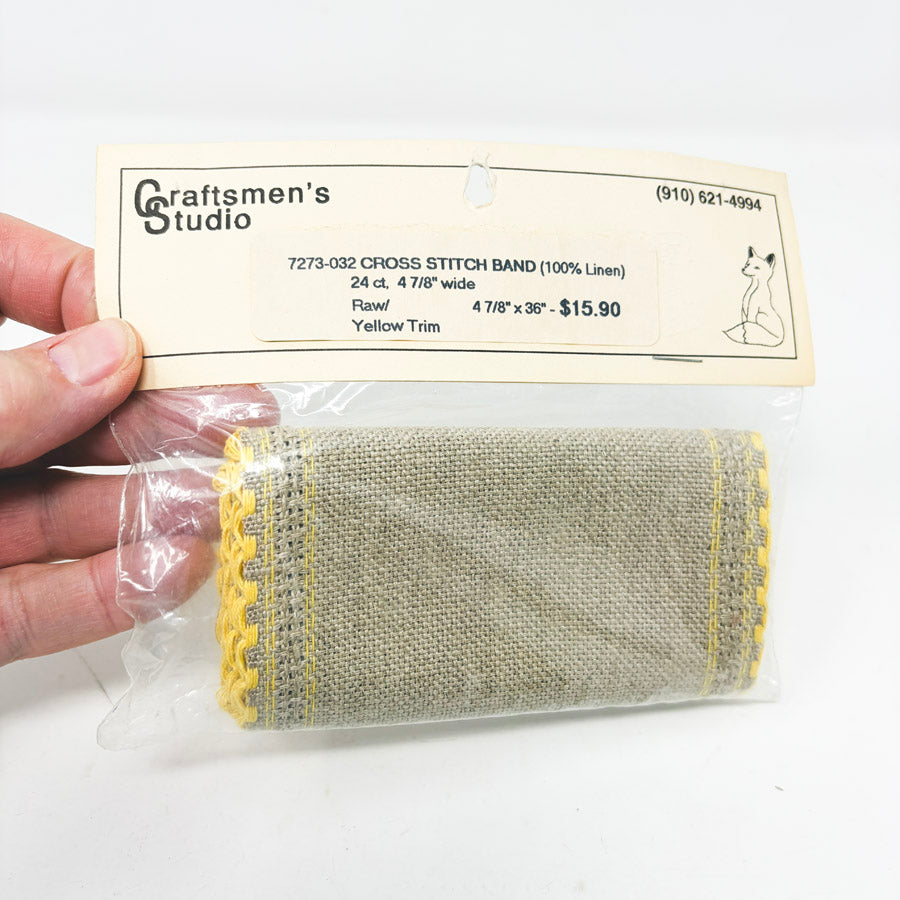 Craftsmen's
Studio
(910) 621-4994
7273-032 CROSS STITCH BAND (100% Linen)
24 ct, 4 7/8" wide
Raw/ 4 7/8" x 36" - $15.90
Yellow Trim